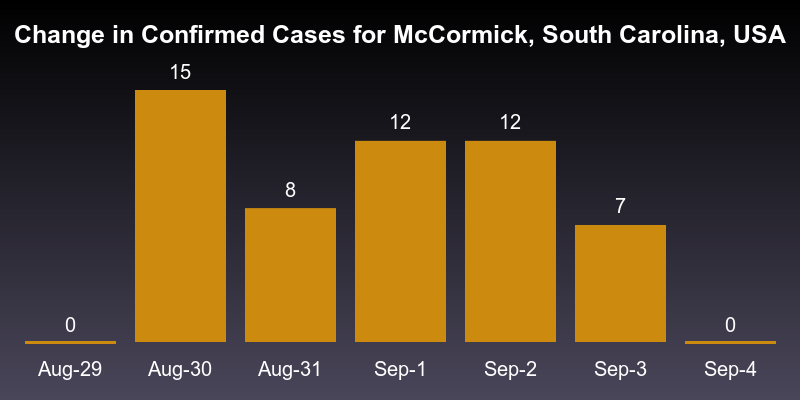 Change in Confirmed Cases for McCormick, South Carolina, USA
15
12
12
8
7
0
0
Aug-29
Aug-30
Aug-31
Sep-1
Sep-2
Sep-3
Sep-4